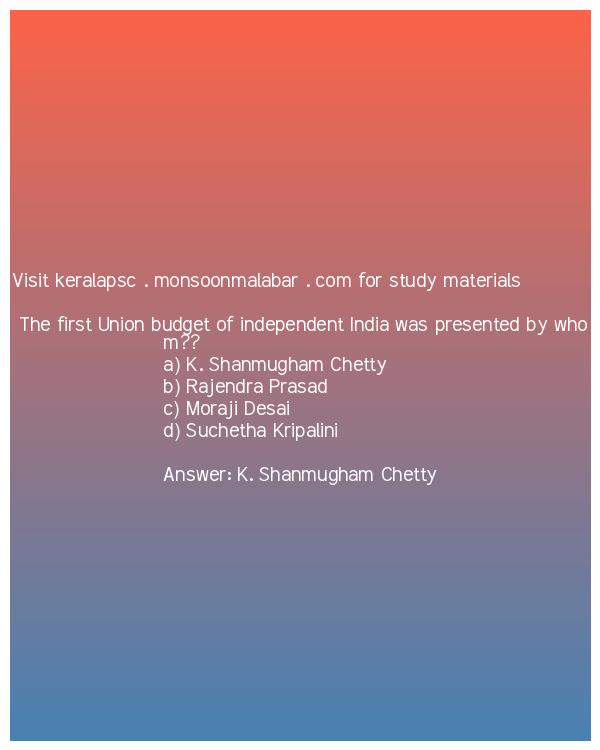 Visit keralapsc . monsoonmalabar . com for study materials
The first Union budget of independent India was presented by who
m??
a) K. Shanmugham Chetty
b) Rajendra Prasad
c) Moraji Desai
d) Suchetha Kripalini
Answer: K. Shanmugham Chetty